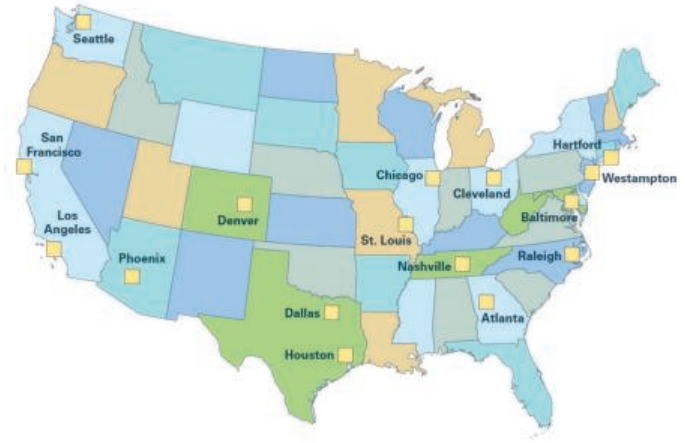 Seattle
San
Francisco
Los
Angeles
Phoenix
Denver
Dallas
Houston
St. Louis
Chicago
Cleveland
Nashville
Atlanta
Raleigh
Baltimore
Hartford
Westampton